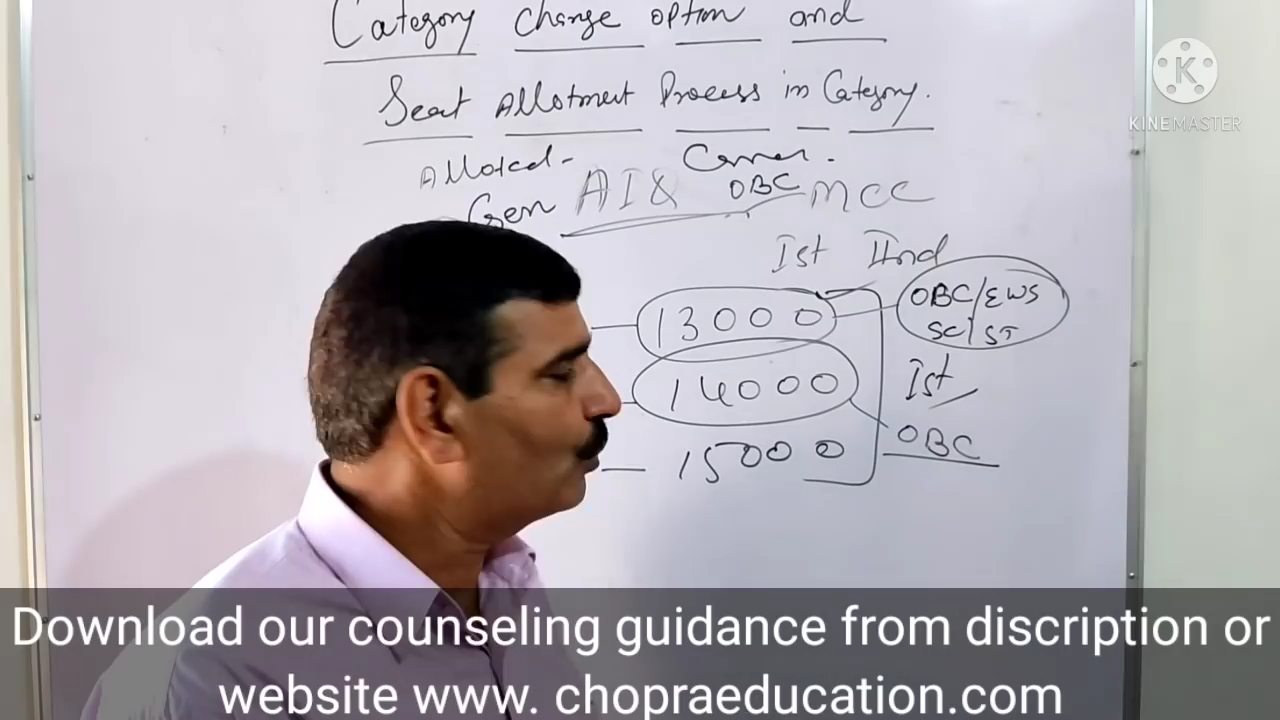 Category change option and
KINEMASTER
Seat Allotment Process in Category.
Alloted - Corner.
Gen AI& OBC MCC
Ist IInd
13000 OBC/EWS
SC/ST
14000 Ist
OBC
15000
Download our counseling guidance from discription or
website www. chopraeducation.com